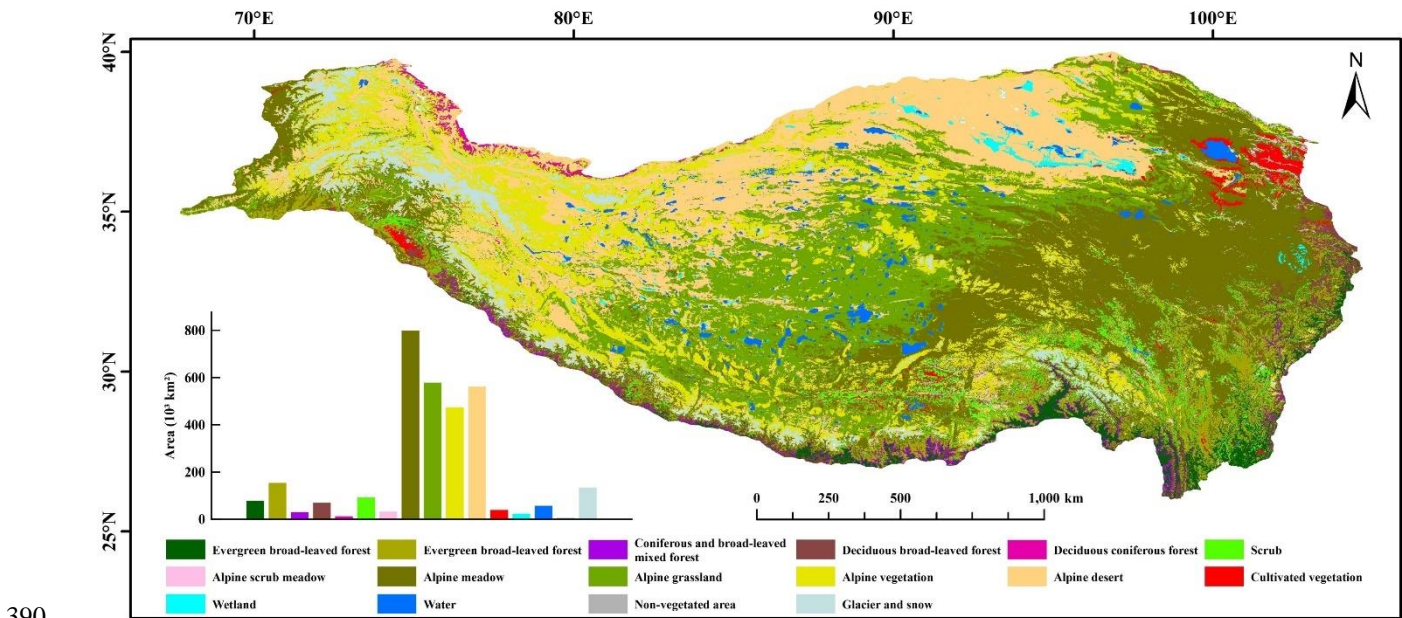 70°E 80°E 90°E 100°E
40°N
35°N
30°N
25°N
N
Area (10³ km²)
800
600
400
200
0
0 250 500 1,000 km
Evergreen broad-leaved forest Evergreen broad-leaved forest Coniferous and broad-leaved mixed forest Deciduous broad-leaved forest Deciduous coniferous forest Scrub
Alpine scrub meadow Alpine meadow Alpine grassland Alpine vegetation Alpine desert Cultivated vegetation
Wetland Water Non-vegetated area Glacier and snow
390